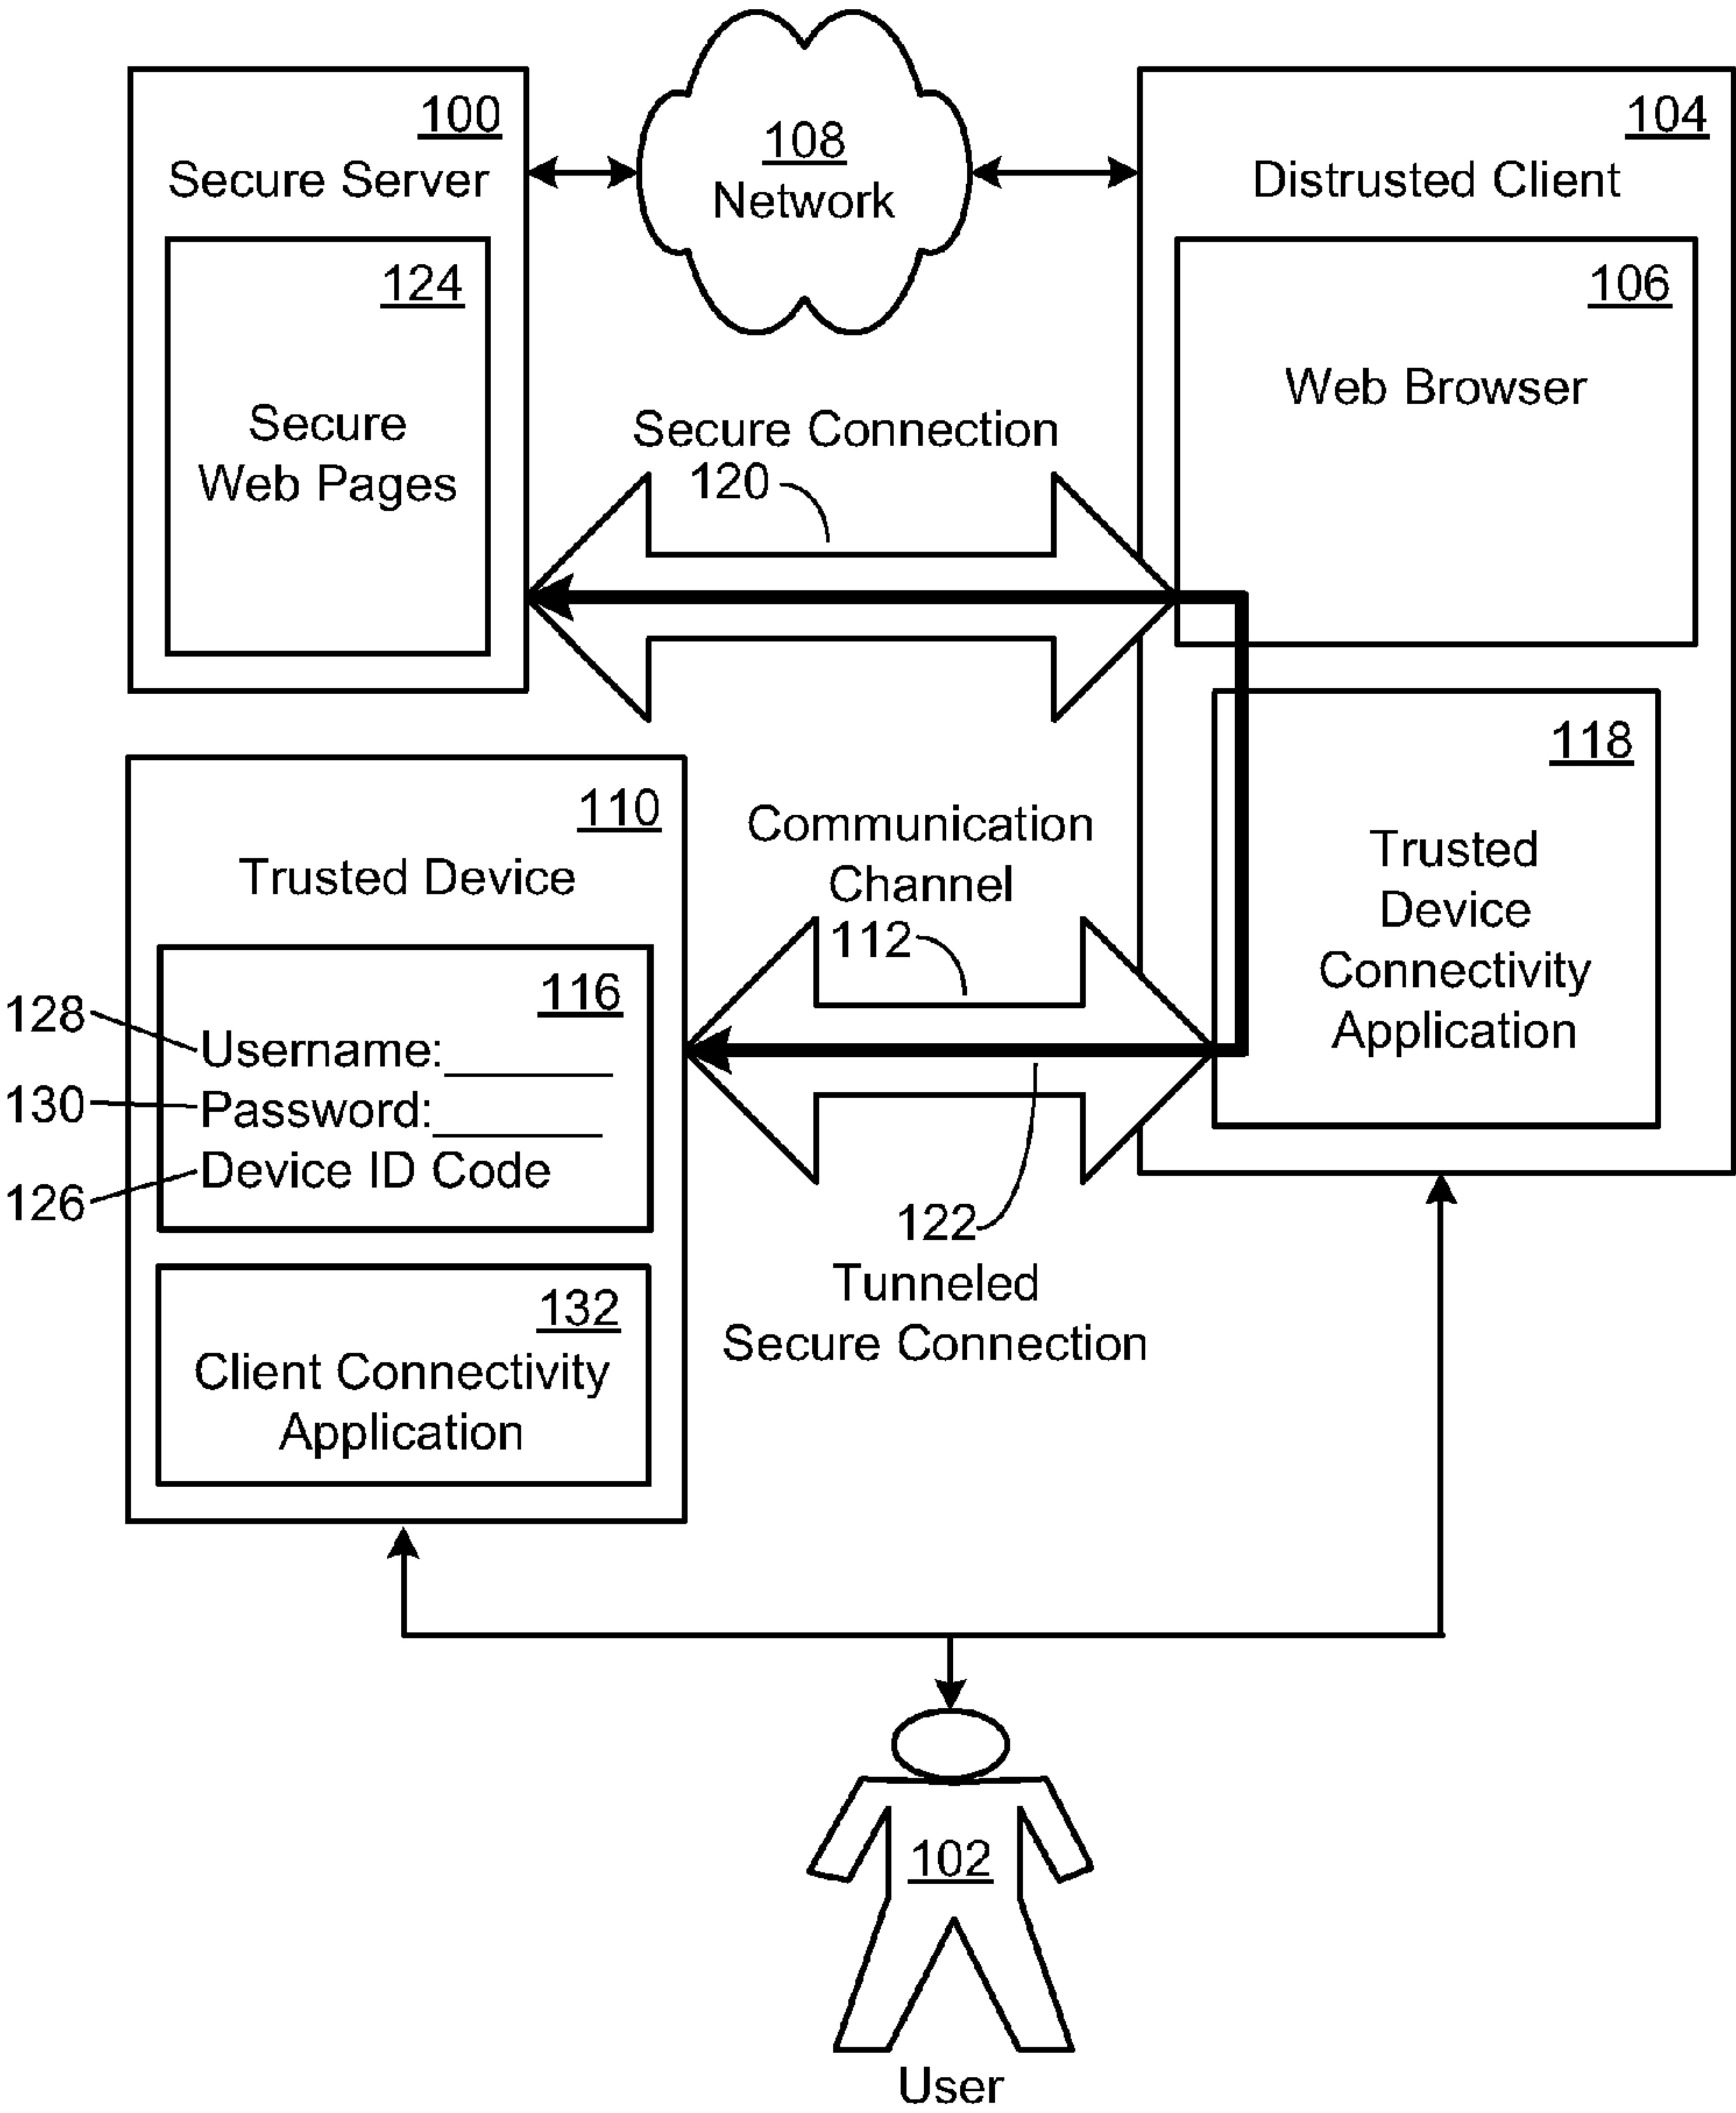 100
Secure Server
124
Secure
Web Pages
108
Network
104
Distrusted Client
106
Web Browser
Secure Connection
120
118
Trusted
Device
Connectivity
Application
110
Trusted Device
Communication
Channel
112
116
128
Username:________
130
Password:________
126
Device ID Code
122
Tunneled
Secure Connection
132
Client Connectivity
Application
102
User